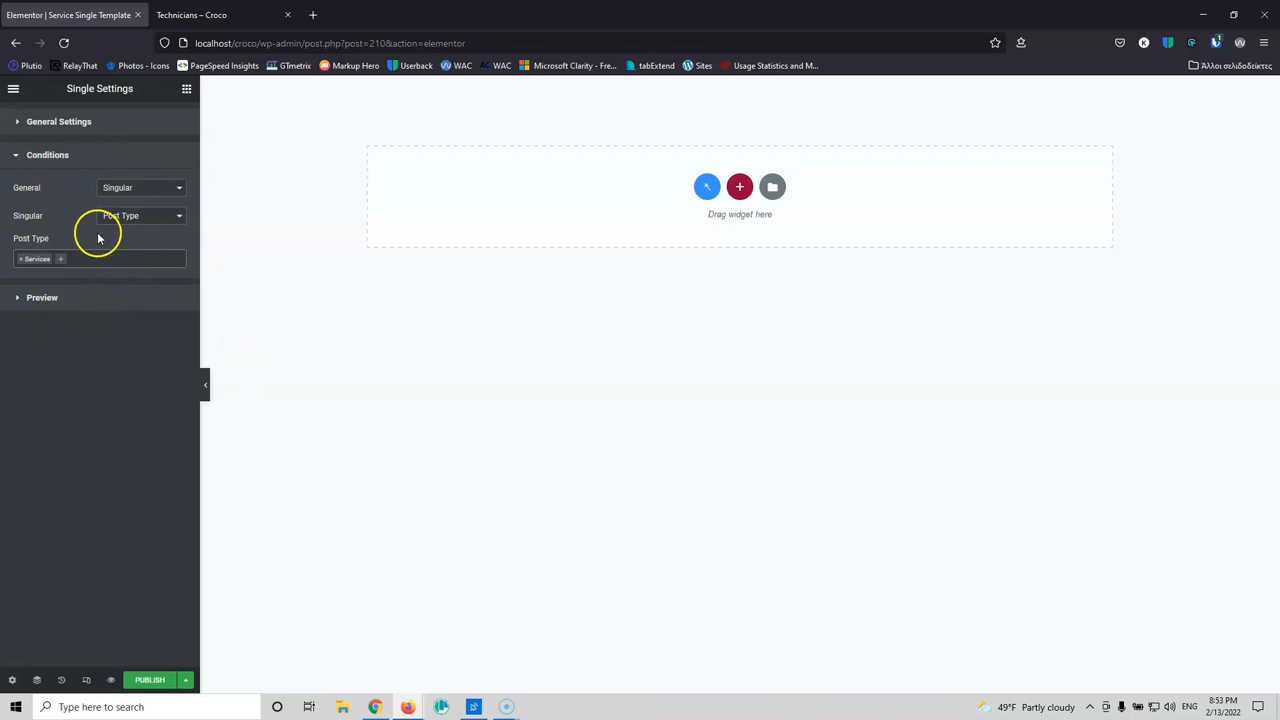 Elementor | Service Single Template
Technicians – Croco
localhost/croco/wp-admin/post.php?post=210&action=elementor
Plutio
RelayThat
Photos - Icons
PageSpeed Insights
GTmetrix
Markup Hero
Userback
WAC
WAC
Microsoft Clarity - Fre...
tabExtend
Sites
Usage Statistics and M...
Άλλοι σελιδοδείκτες
Single Settings
General Settings
Conditions
General
Singular
Singular
Post Type
Post Type
× Services
+
Preview
Drag widget here
PUBLISH
Type here to search
49°F Partly cloudy
ENG
8:53 PM
2/13/2022